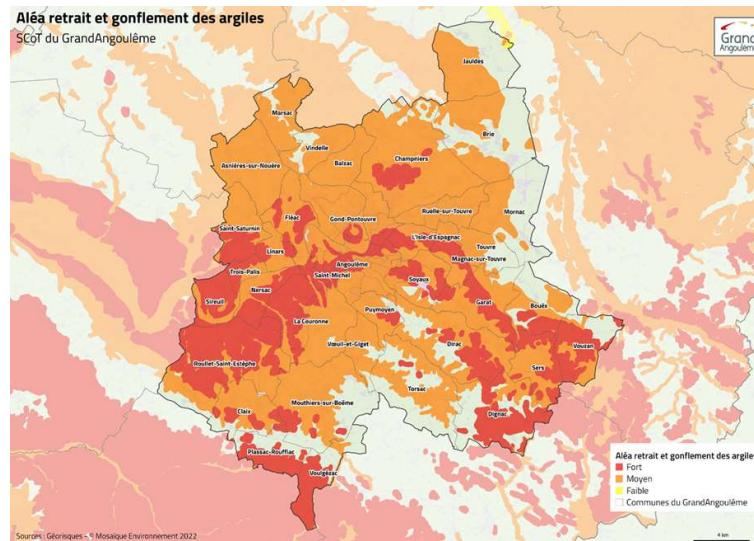 Aléa retrait et gonflement des argiles
SCoT du GrandAngoulême
Grand
Angoulême
Jauldes
Marsac
Brie
Vindelle
Asnières-sur-Nouère
Balzac
Champniers
Fléac
Gond-Pontouvre
Ruelle-sur-Touvre
Mornac
Saint-Saturnin
L'Isle-d'Espagnac
Linars
Touvre
Angoulême
Magnac-sur-Touvre
Trois-Palis
Saint-Michel
Soyaux
Nersac
Sireuil
Garat
Bouëx
Puymoyen
La Couronne
Vœuil-et-Giget
Dirac
Vouzan
Roullet-Saint-Estèphe
Sers
Torsac
Claix
Mouthiers-sur-Boëme
Dignac
Plassac-Rouffiac
Voulgézac
Aléa retrait et gonflement des argiles
Fort
Moyen
Faible
Communes du GrandAngoulême
Sources : Géorisques - © Mosaïque Environnement 2022
4 km